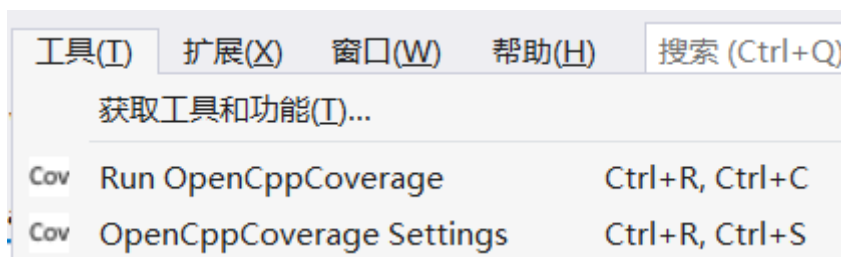 工具(T) 扩展(X) 窗口(W) 帮助(H) 搜索 (Ctrl+Q)
获取工具和功能(T)...
Cov Run OpenCppCoverage Ctrl+R, Ctrl+C
Cov OpenCppCoverage Settings Ctrl+R, Ctrl+S